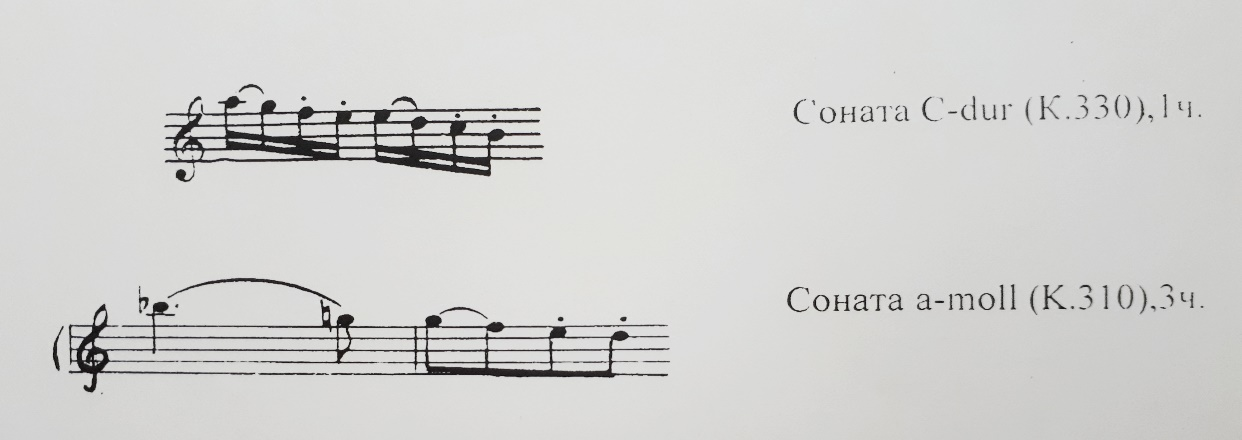 Соната C-dur (К.330),1ч.
Соната a-moll (К.310),3ч.